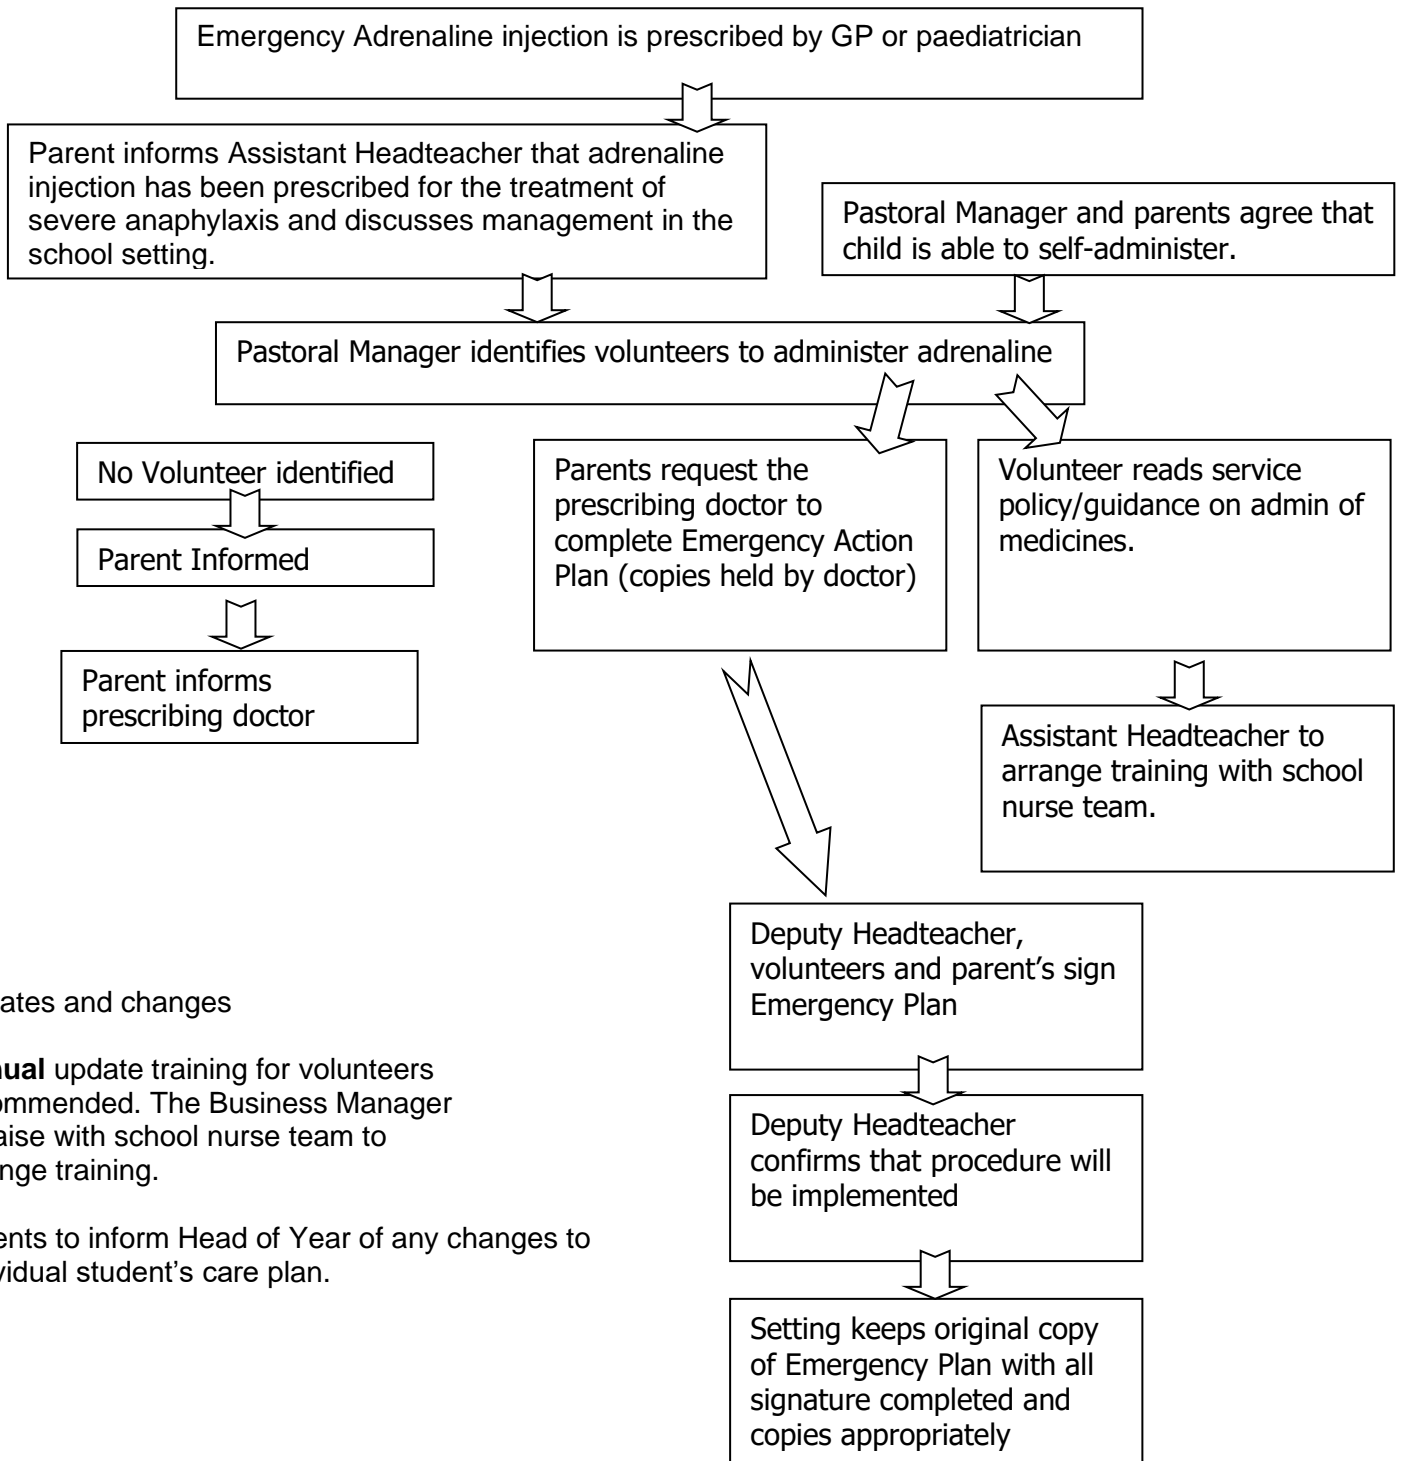 Emergency Adrenaline injection is prescribed by GP or paediatrician
Parent informs Assistant Headteacher that adrenaline
injection has been prescribed for the treatment of
severe anaphylaxis and discusses management in the
school setting.
Pastoral Manager and parents agree that
child is able to self-administer.
Pastoral Manager identifies volunteers to administer adrenaline
No Volunteer identified
Parent Informed
Parent informs
prescribing doctor
Parents request the
prescribing doctor to
complete Emergency Action
Plan (copies held by doctor)
Volunteer reads service
policy/guidance on admin of
medicines.
Assistant Headteacher to
arrange training with school
nurse team.
Deputy Headteacher,
volunteers and parent's sign
Emergency Plan
Deputy Headteacher
confirms that procedure will
be implemented
Setting keeps original copy
of Emergency Plan with all
signature completed and
copies appropriately
and changes
update training for volunteers
The Business Manager
with school nurse team to
training.
to inform Head of Year of any changes to
student's care plan.